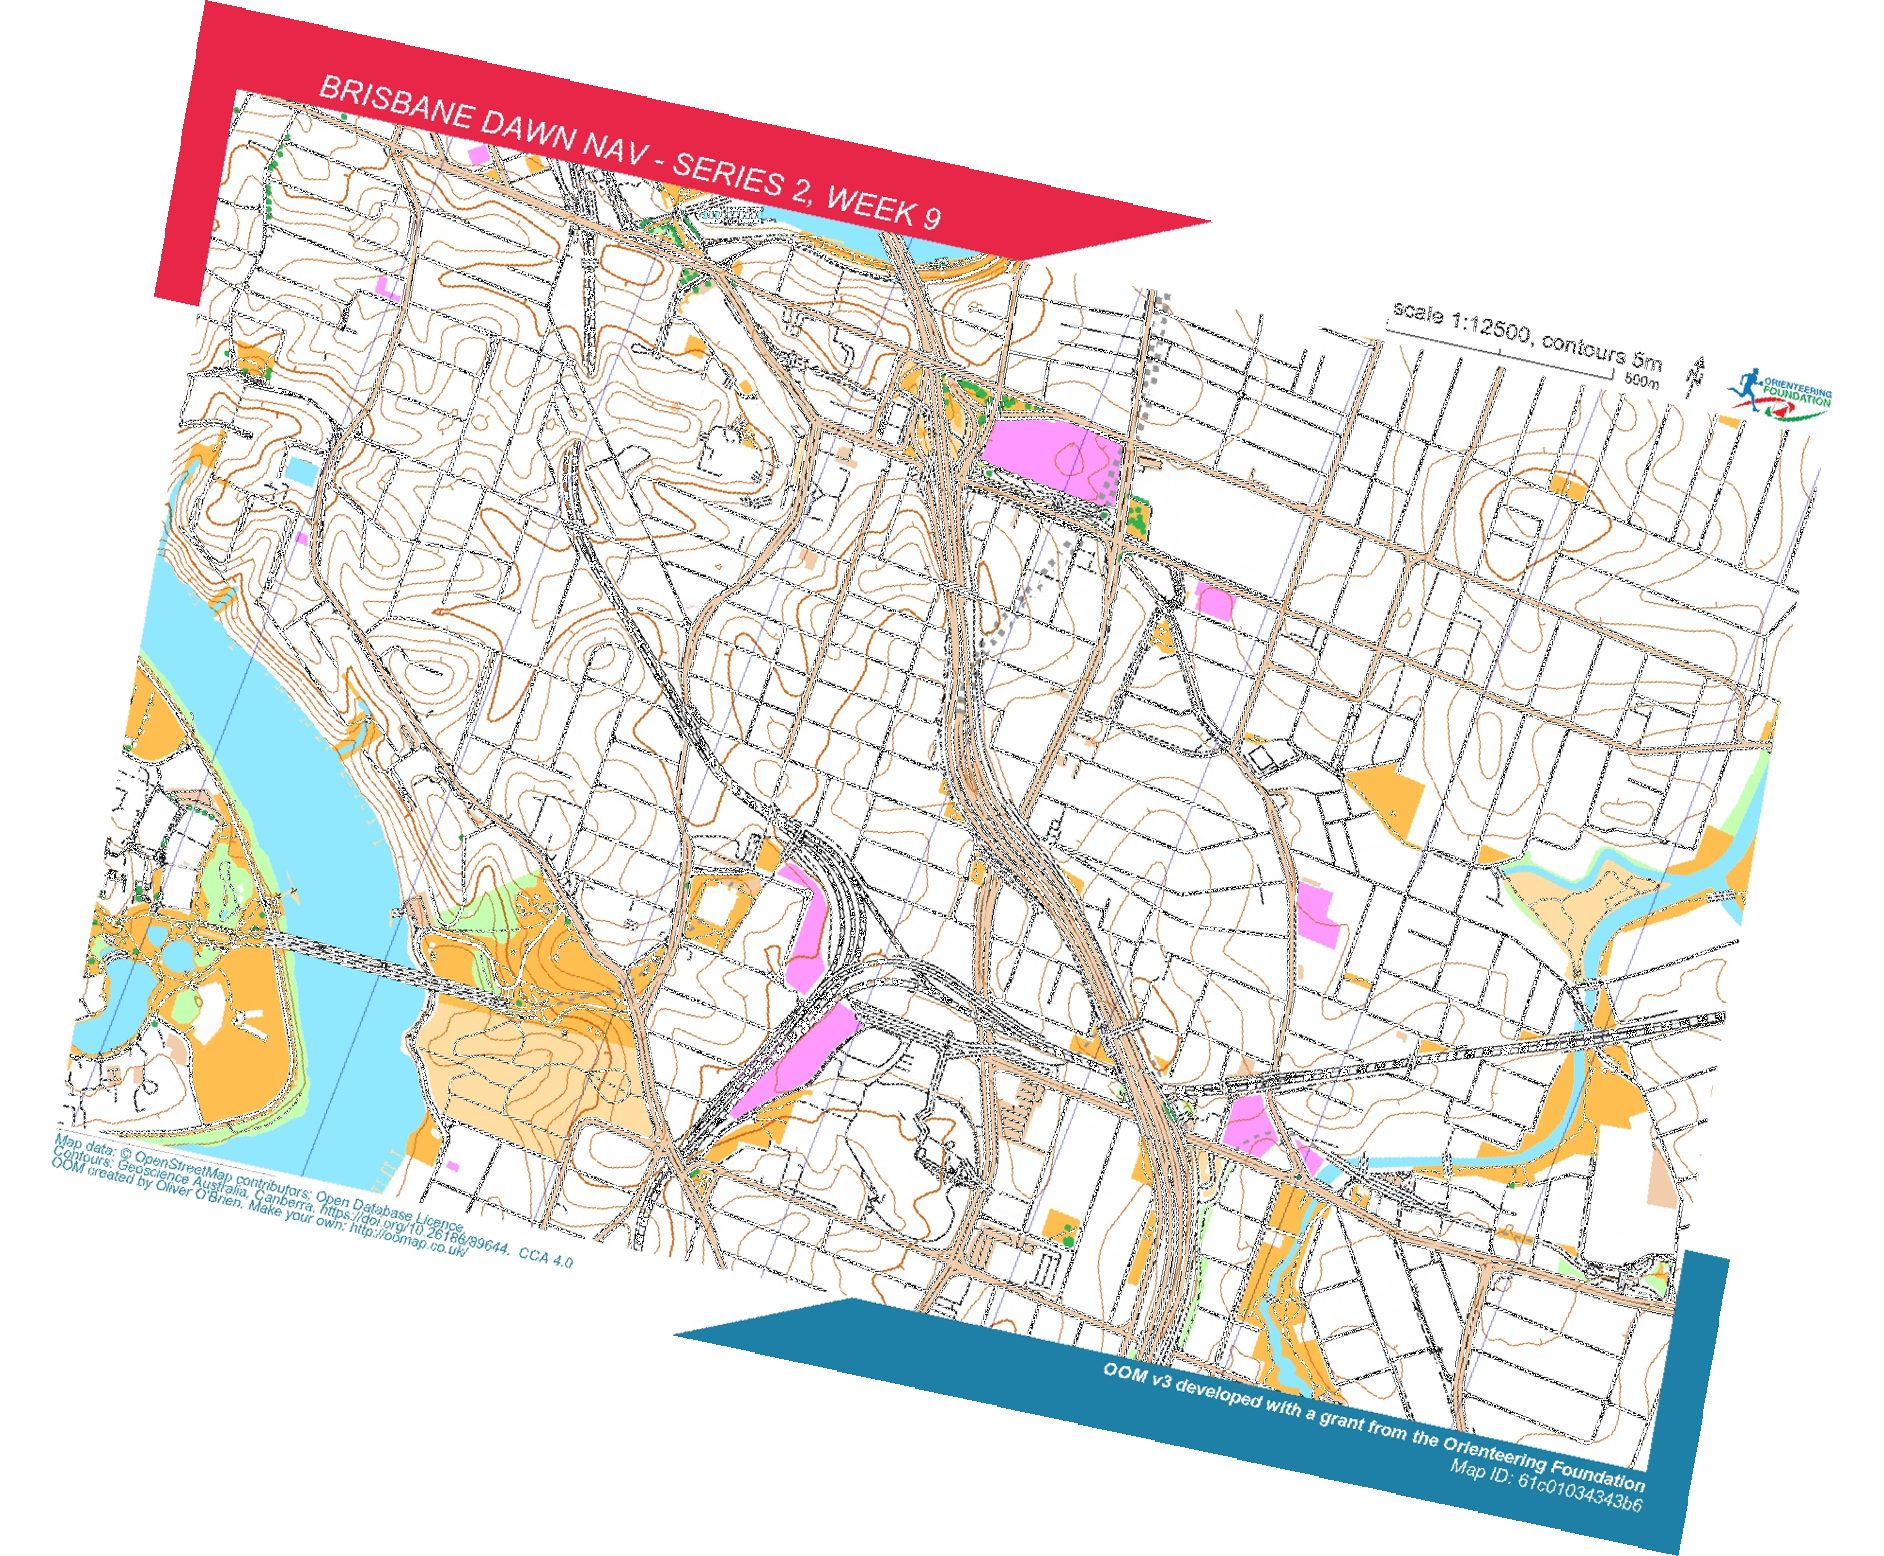 BRISBANE DAWN NAV - SERIES 2, WEEK 9
scale 1:12500, contours 5m
500m
ORIENTEERING
FOUNDATION
Map data: © OpenStreetMap contributors: Open Database Licence.
Contours: Geoscience Australia, Canberra. https://doi.org/10.26186/89644. CCA 4.0
OOM created by Oliver O'Brien. Make your own: http://oomap.co.uk/
OOM v3 developed with a grant from the Orienteering Foundation
Map ID: 61c01034343b6